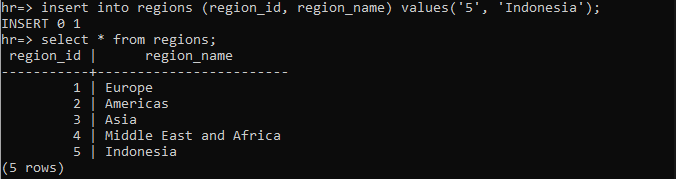 hr=> insert into regions (region_id, region_name) values('5', 'Indonesia');
INSERT 0 1
hr=> select * from regions;
 region_id |      region_name
-----------+------------------------
         1 | Europe
         2 | Americas
         3 | Asia
         4 | Middle East and Africa
         5 | Indonesia
(5 rows)